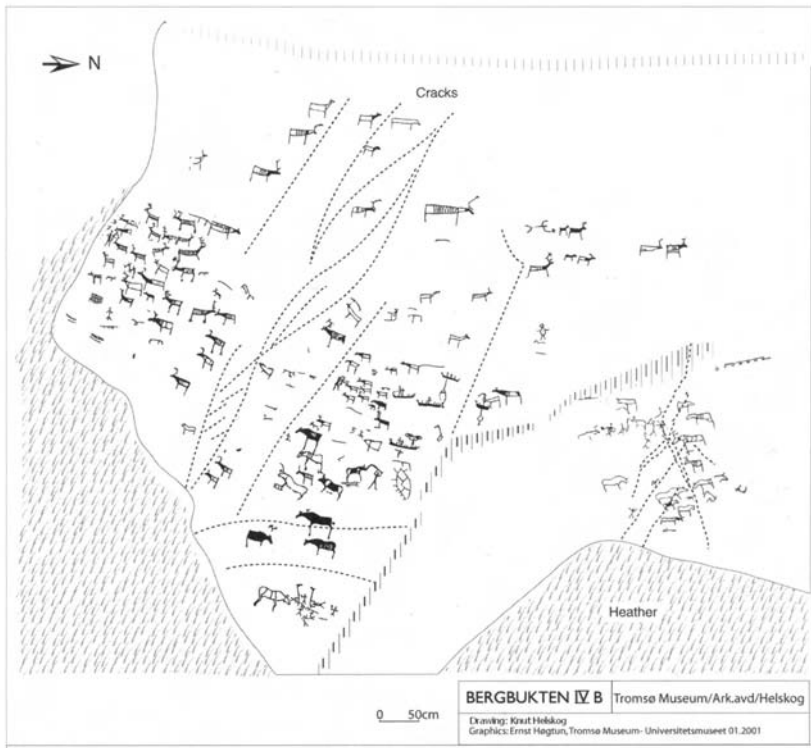 N
Cracks
Heather
0 50cm
BERGBUKTEN IV B
Tromsø Museum/Ark.avd/Helskog
Drawing: Knut Helskog
Graphics: Ernst Høgtun, Tromsø Museum- Universitetsmuseet 01.2001